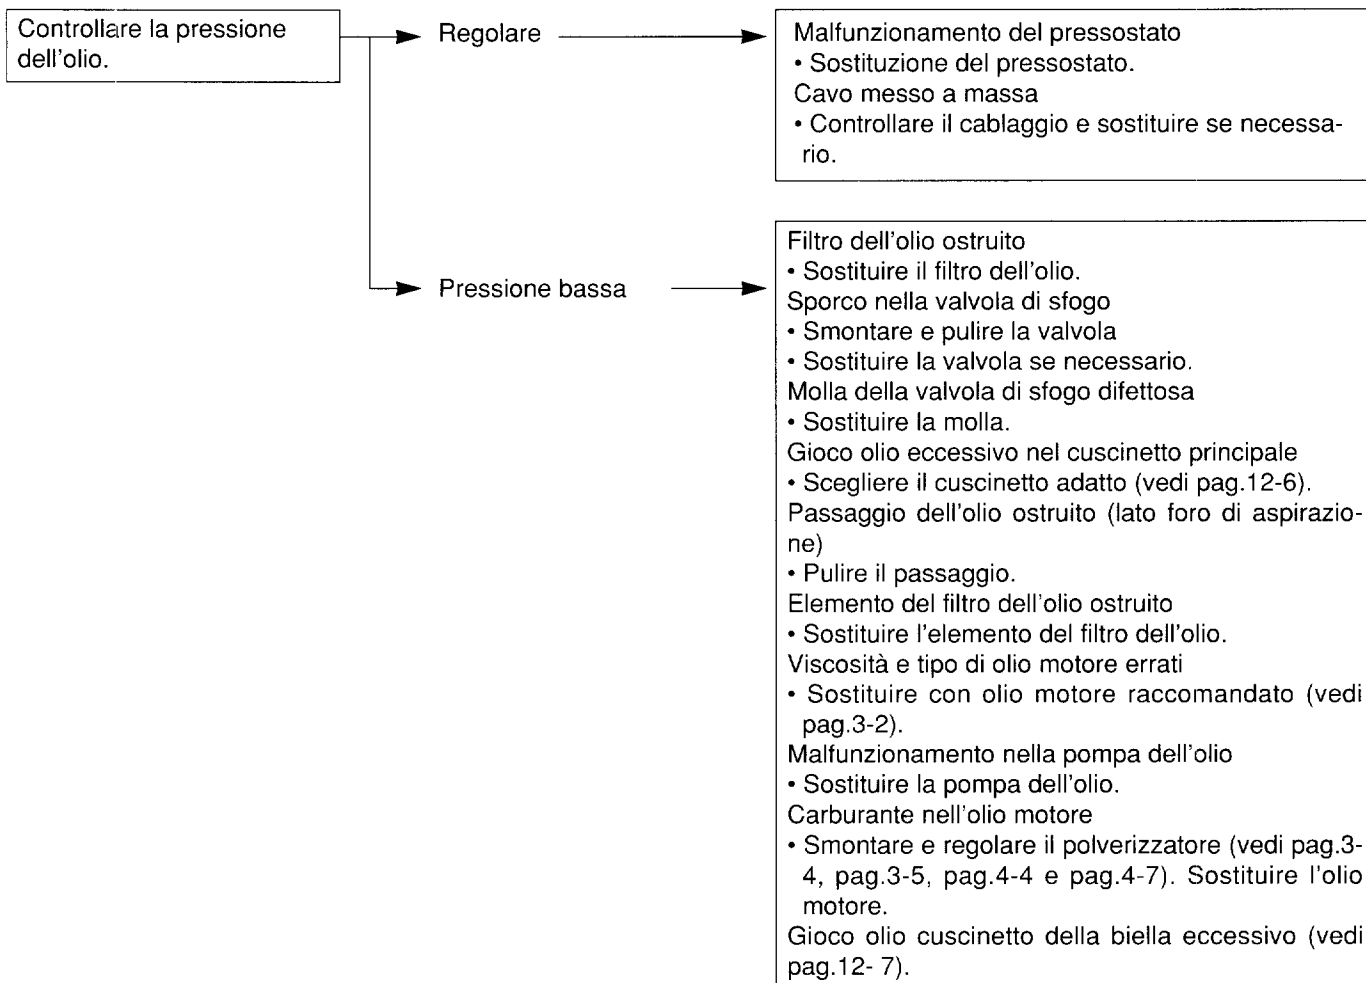 Controllare la pressione
dell'olio.
Regolare
Malfunzionamento del pressostato
• Sostituzione del pressostato.
Cavo messo a massa
• Controllare il cablaggio e sostituire se necessa-
rio.
Pressione bassa
Filtro dell'olio ostruito
• Sostituire il filtro dell'olio.
Sporco nella valvola di sfogo
• Smontare e pulire la valvola
• Sostituire la valvola se necessario.
Molla della valvola di sfogo difettosa
• Sostituire la molla.
Gioco olio eccessivo nel cuscinetto principale
• Scegliere il cuscinetto adatto (vedi pag.12-6).
Passaggio dell'olio ostruito (lato foro di aspirazio-
ne)
• Pulire il passaggio.
Elemento del filtro dell'olio ostruito
• Sostituire l'elemento del filtro dell'olio.
Viscosità e tipo di olio motore errati
• Sostituire con olio motore raccomandato (vedi
pag.3-2).
Malfunzionamento nella pompa dell'olio
• Sostituire la pompa dell'olio.
Carburante nell'olio motore
• Smontare e regolare il polverizzatore (vedi pag.3-
4, pag.3-5, pag.4-4 e pag.4-7). Sostituire l'olio
motore.
Gioco olio cuscinetto della biella eccessivo (vedi
pag.12- 7).